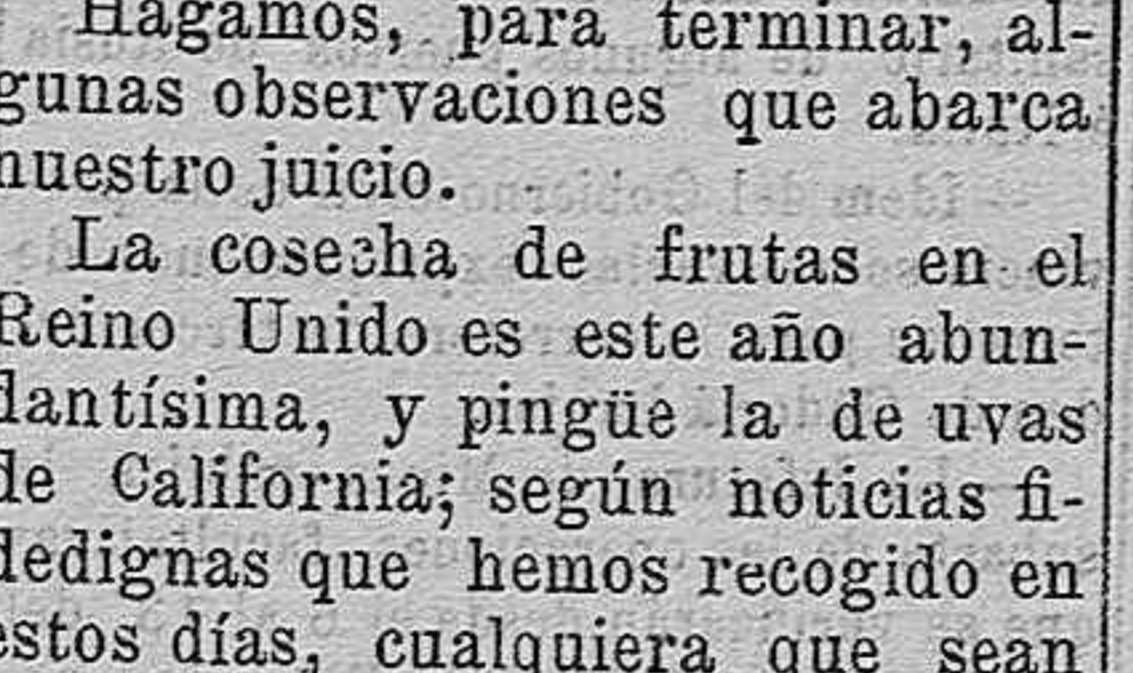 Hagamos, para terminar, al-
gunas observaciones que abarca
nuestro juicio.
La cosecha de frutas en el
Reino Unido es este año abun-
dantísima, y pingüe la de uvas
de California; según noticias fi-
dedignas que hemos recogido en
estos días, cualquiera que sean